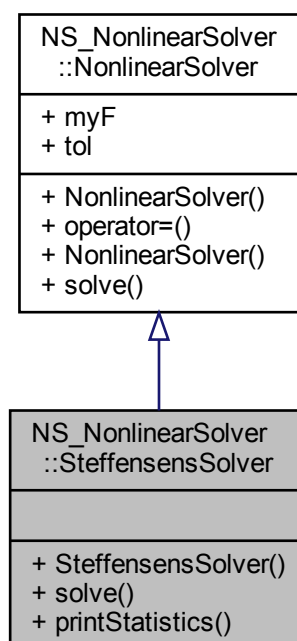 NS_NonlinearSolver
::NonlinearSolver
+ myF
+ tol
+ NonlinearSolver()
+ operator=()
+ NonlinearSolver()
+ solve()
NS_NonlinearSolver
::SteffensensSolver
+ SteffensensSolver()
+ solve()
+ printStatistics()